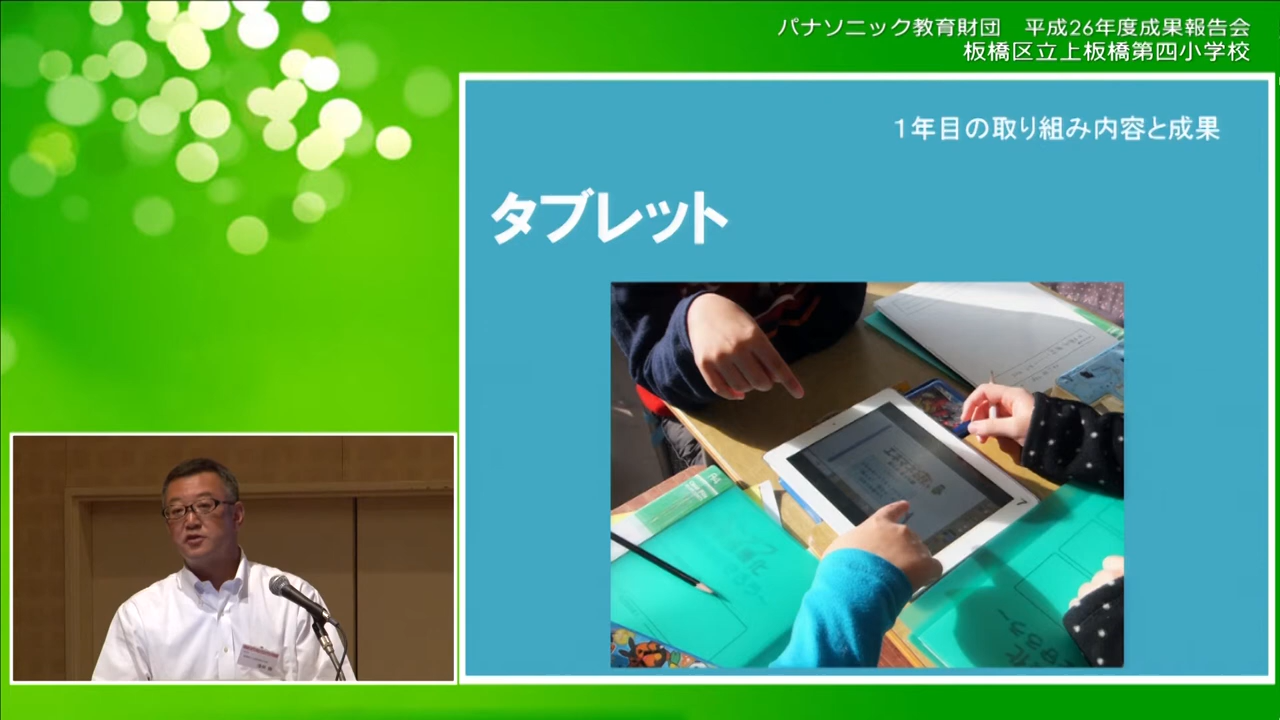 パナソニック教育財団　平成26年度成果報告会
板橋区立上板橋第四小学校
1年目の取り組み内容と成果
タブレット
A4
7